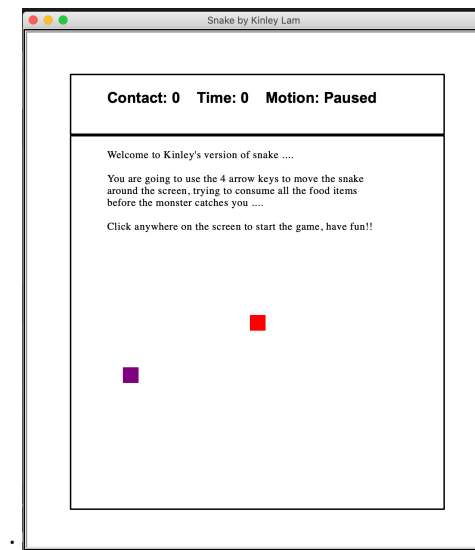 Snake by Kinley Lam
Contact: 0 Time: 0 Motion: Paused
Welcome to Kinley's version of snake ....
You are going to use the 4 arrow keys to move the snake
around the screen, trying to consume all the food items
before the monster catches you ....
Click anywhere on the screen to start the game, have fun!!